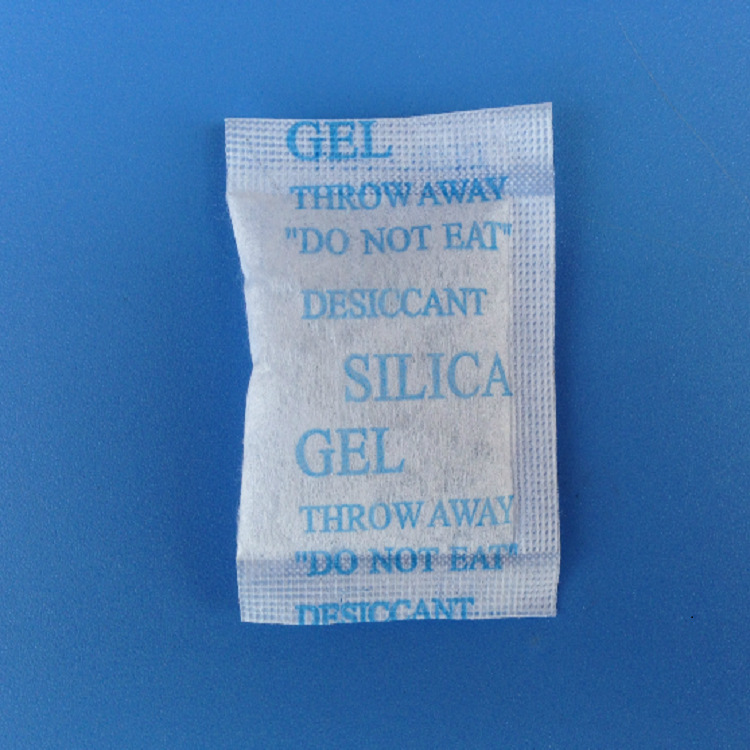 GEL
THROW AWAY
"DO NOT EAT"
DESICCANT
SILICA
GEL
THROW AWAY
"DO NOT EAT"
DESICCANT